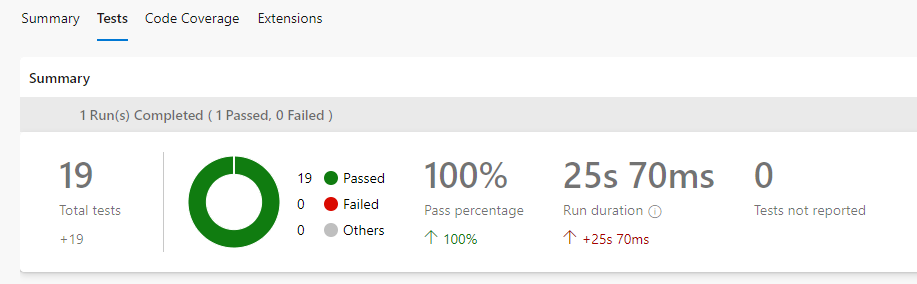 Summary Tests Code Coverage Extensions
Summary
1 Run(s) Completed ( 1 Passed, 0 Failed )
19
Total tests
+19
19 Passed
0 Failed
0 Others
100%
Pass percentage
100%
25s 70ms
Run duration
+25s 70ms
0
Tests not reported